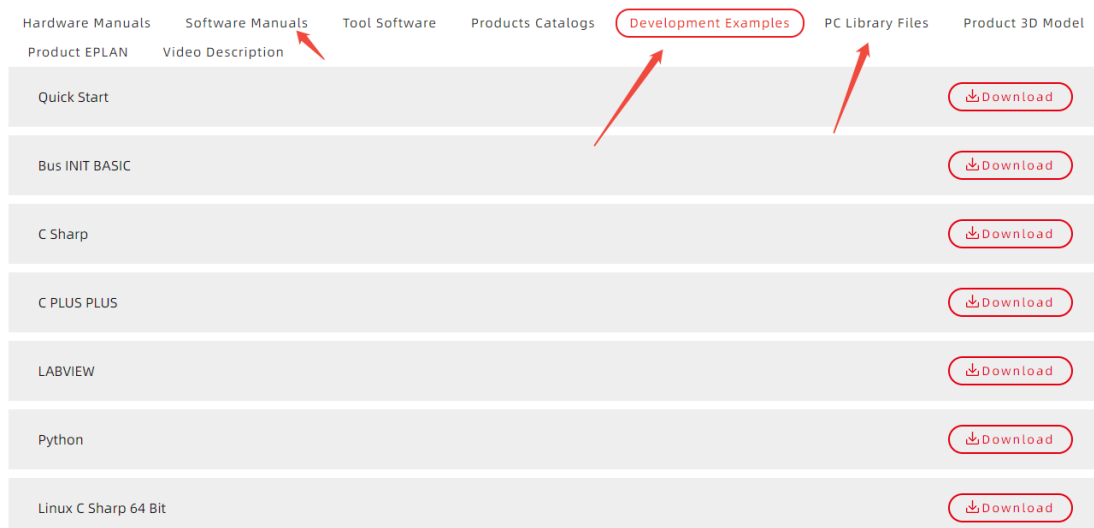 Hardware Manuals Software Manuals Tool Software Products Catalogs Development Examples PC Library Files Product 3D Model
Product EPLAN Video Description
Quick Start Download
Bus INIT BASIC Download
C Sharp Download
C PLUS PLUS Download
LABVIEW Download
Python Download
Linux C Sharp 64 Bit Download